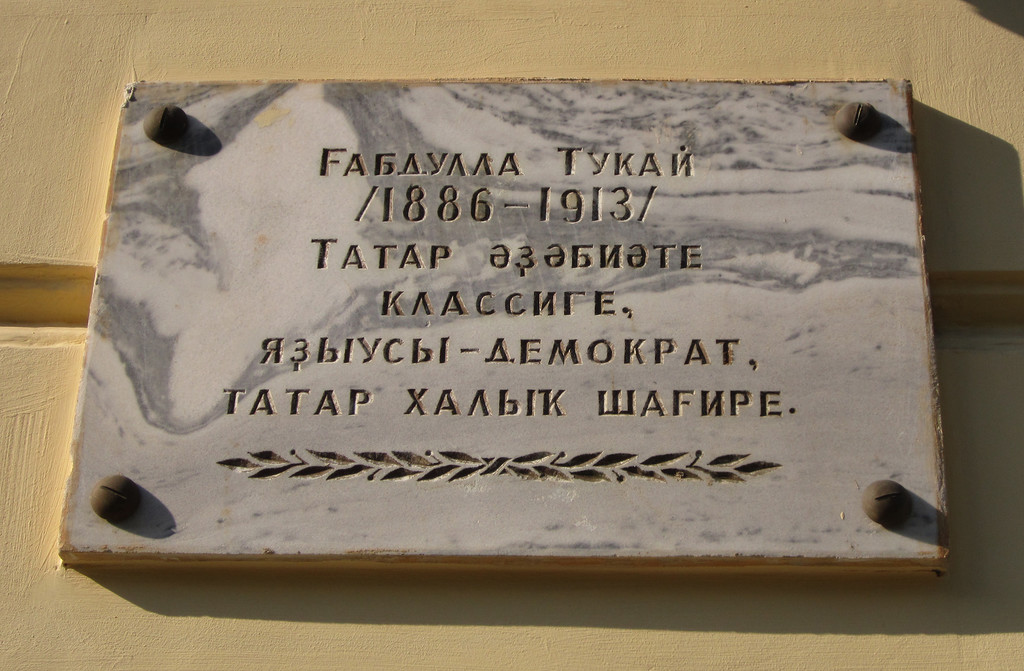 Ғабдулла Тукай
/1886–1913/
Татар әҙәбиәте
классиге,
яҙыусы–демократ,
татар халыҡ шағире.